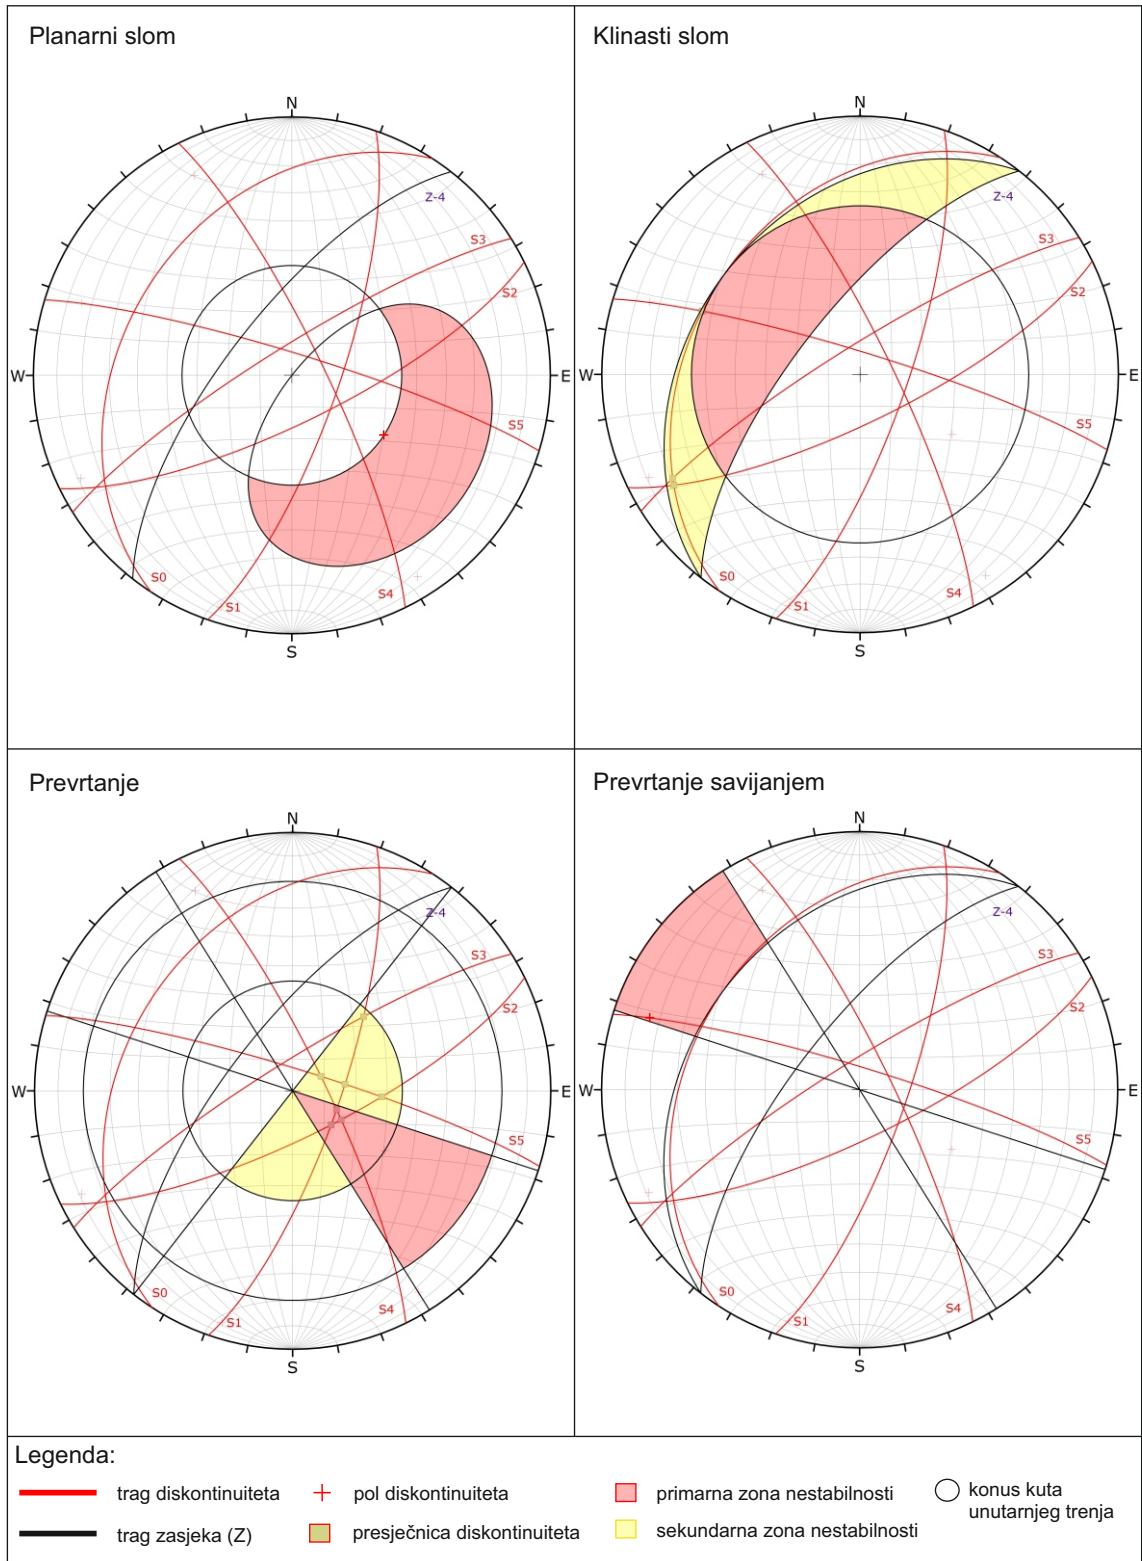 Planarni slom
N
Z-4
S3
S2
W
E
S5
S0
S1
S4
S
Klinasti slom
N
Z-4
S3
S2
W
E
S5
S0
S1
S4
S
Prevrtanje
N
Z-4
S3
S2
W
E
S5
S0
S1
S4
S
Prevrtanje savijanjem
N
Z-4
S3
S2
W
E
S5
S0
S1
S4
S
Legenda:
trag diskontinuiteta
pol diskontinuiteta
primarna zona nestabilnosti
konus kuta
unutarnjeg trenja
trag zasjeka (Z)
presječnica diskontinuiteta
sekundarna zona nestabilnosti